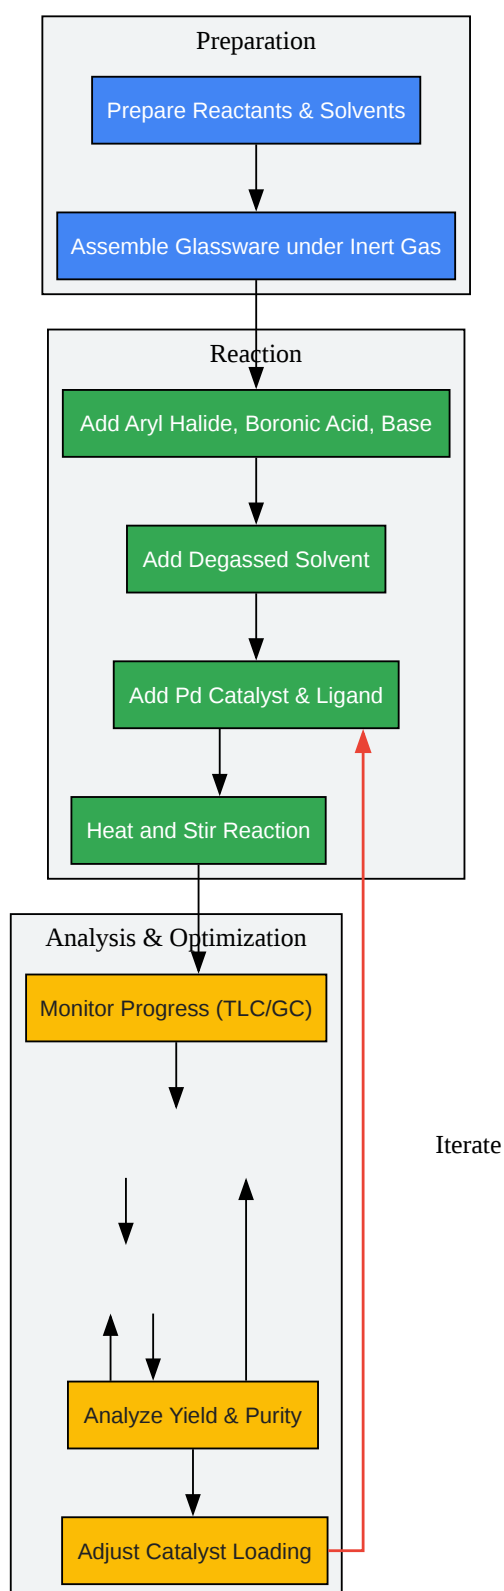 Preparation
Prepare Reactants & Solvents
Assemble Glassware under Inert Gas
Reaction
Add Aryl Halide, Boronic Acid, Base
Add Degassed Solvent
Add Pd Catalyst & Ligand
Heat and Stir Reaction
Analysis & Optimization
Monitor Progress (TLC/GC)
Iterate
Analyze Yield & Purity
Adjust Catalyst Loading